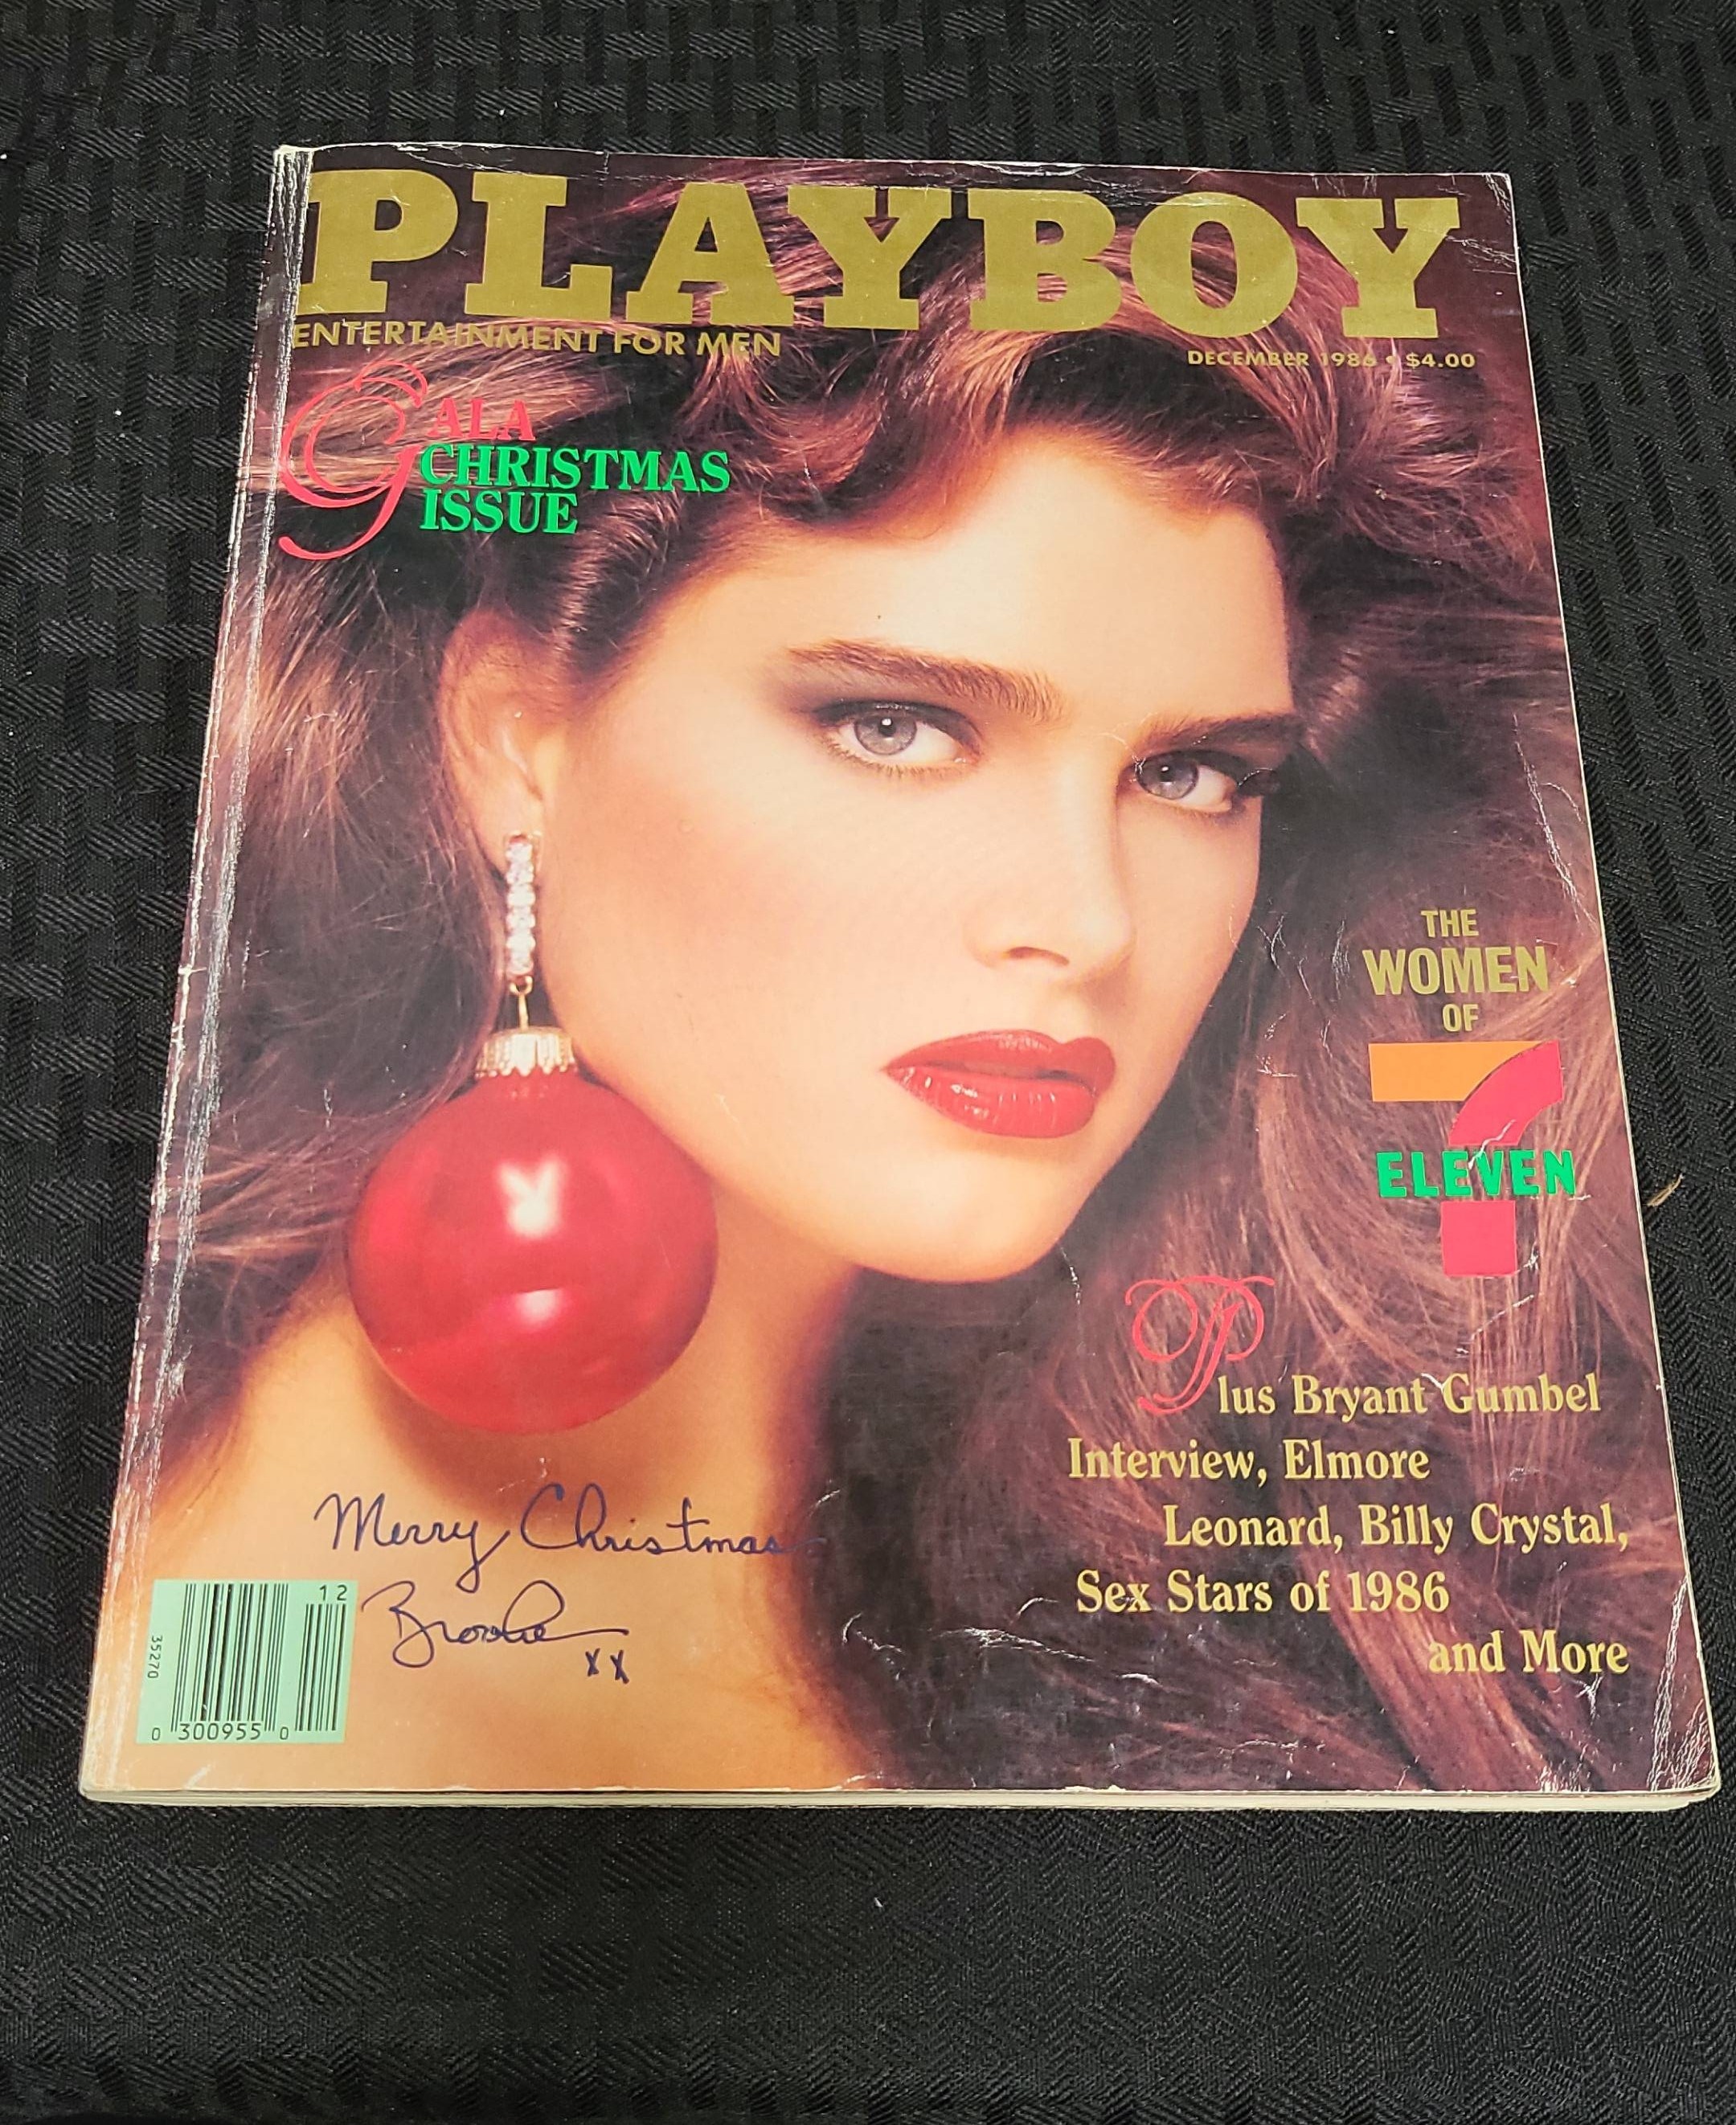 PLAYBOY
ENTERTAINMENT FOR MEN
DECEMBER 1986 • $4.00
GALA
CHRISTMAS
ISSUE
THE
WOMEN
OF
7
ELEVEN
Plus Bryant Gumbel
Interview, Elmore
Leonard, Billy Crystal,
Sex Stars of 1986
and More
Merry Christmas
Brooke
xx
12
35270
0 300955 0